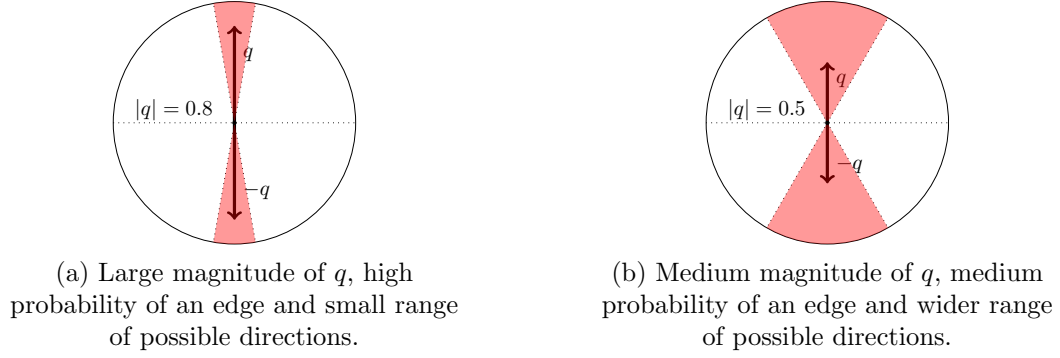 q
|q| = 0.8
−q
(a) Large magnitude of q, high
probability of an edge and small range
of possible directions.
q
|q| = 0.5
−q
(b) Medium magnitude of q, medium
probability of an edge and wider range
of possible directions.